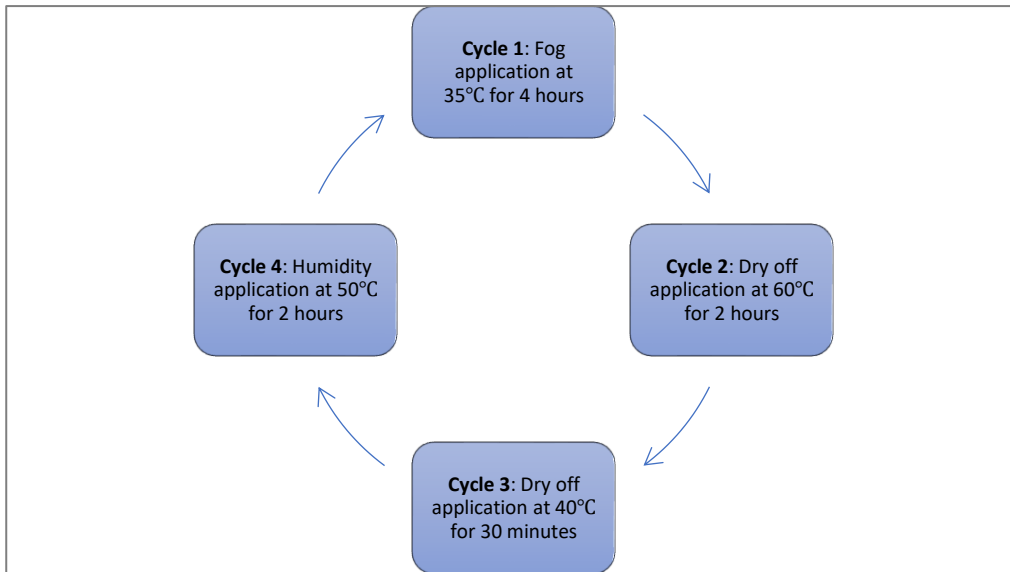 Cycle 1: Fog
application at
35℃ for 4 hours
Cycle 2: Dry off
application at 60℃
for 2 hours
Cycle 3: Dry off
application at 40℃
for 30 minutes
Cycle 4: Humidity
application at 50℃
for 2 hours